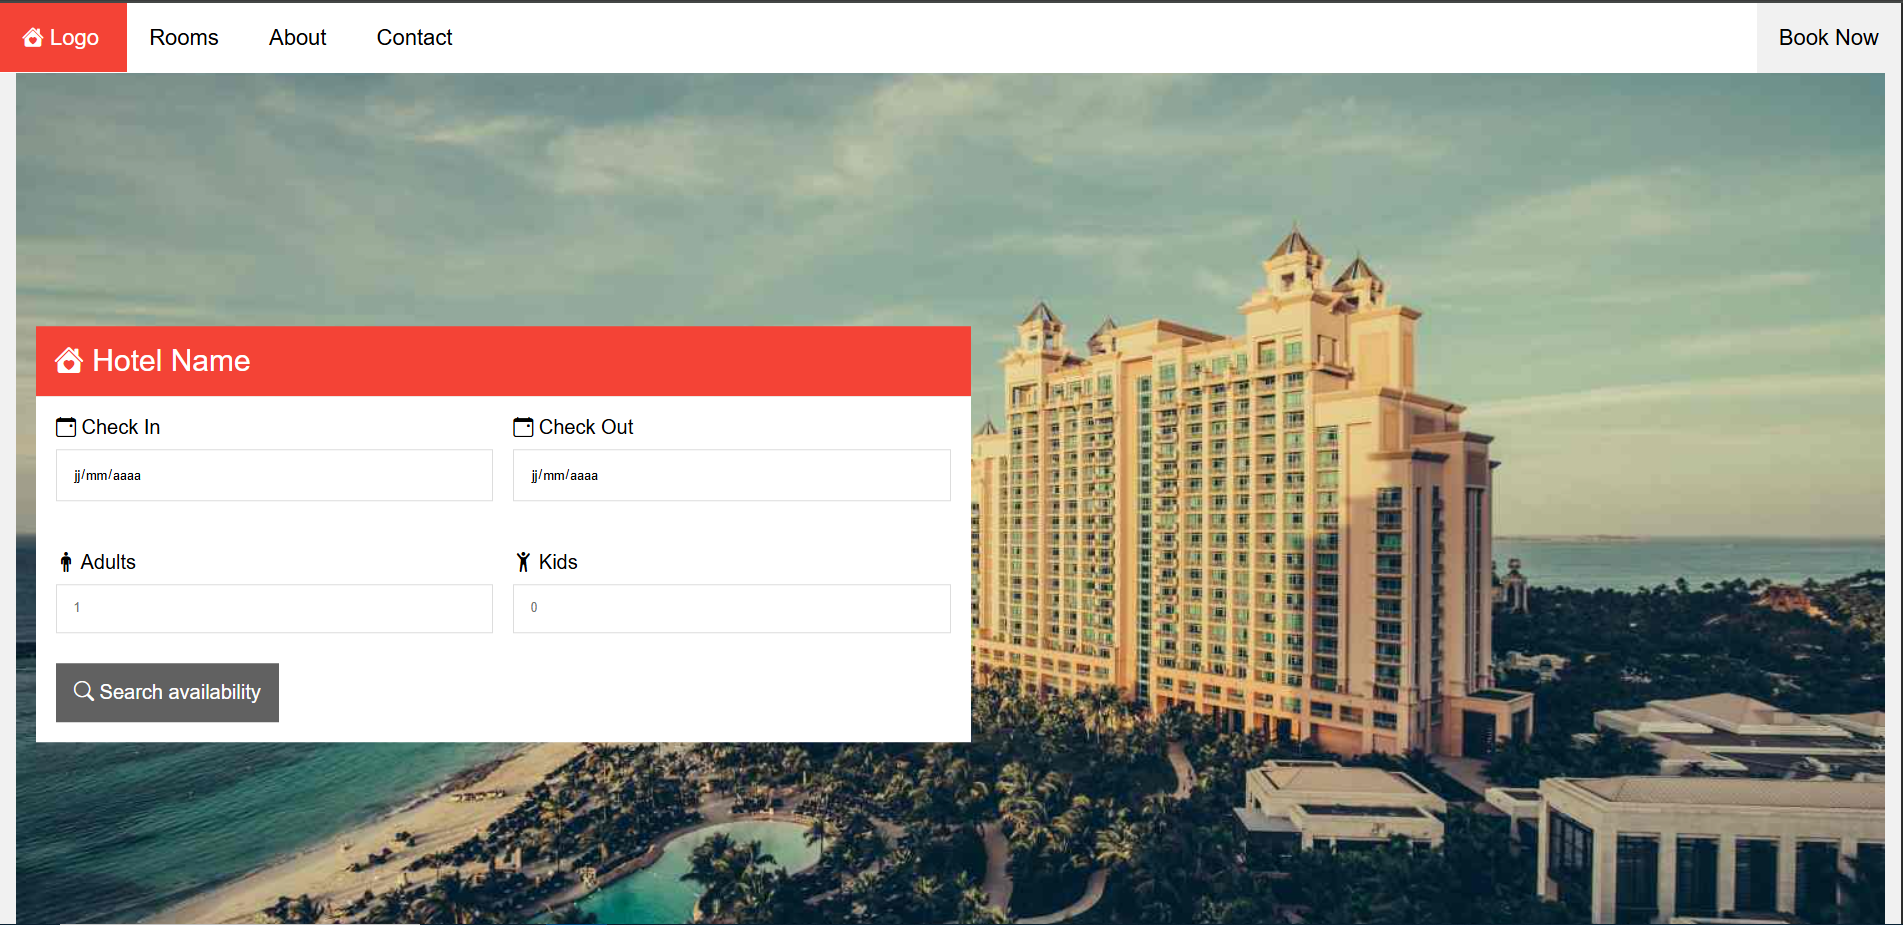 Logo Rooms About Contact Book Now
Hotel Name
Check In Check Out
jj/mm/aaaa jj/mm/aaaa
Adults Kids
1 0
Search availability